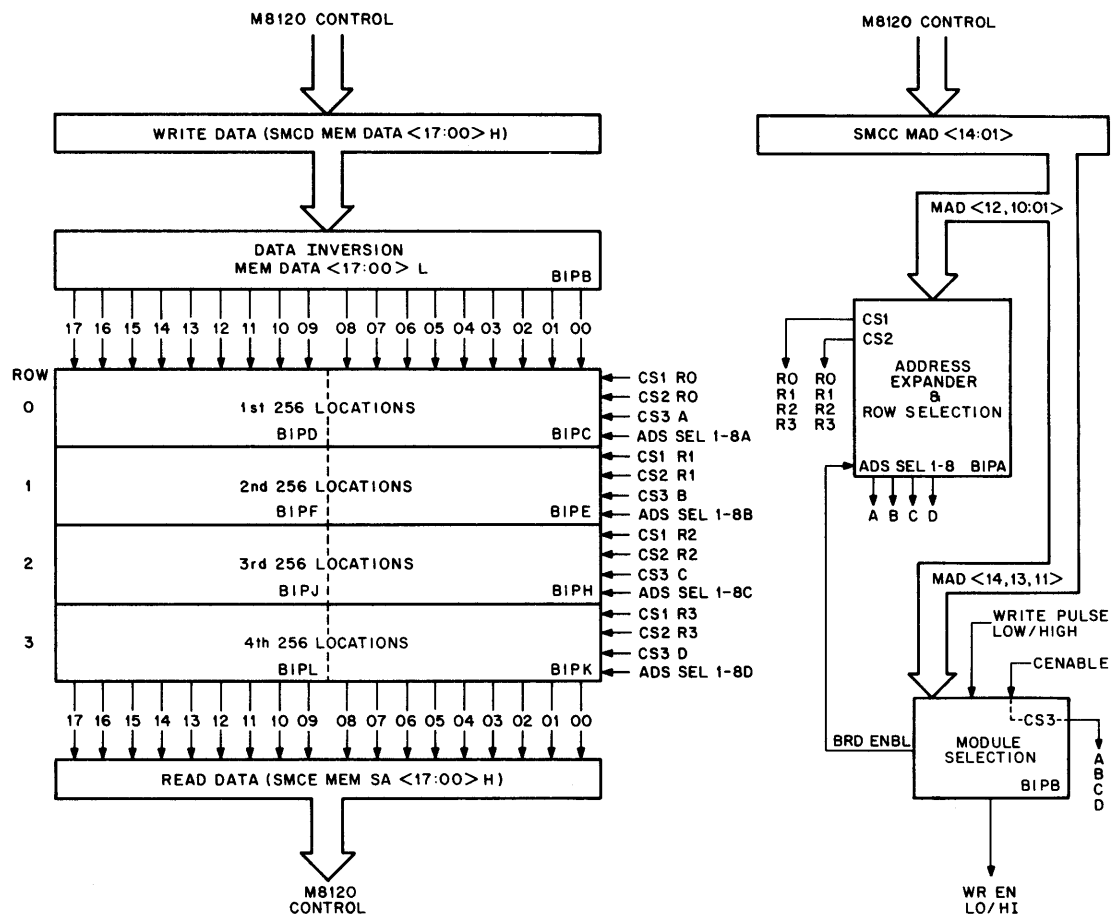 M8120 CONTROL
WRITE DATA (SMCD MEM DATA <17:00> H)
DATA INVERSION
MEM DATA <17:00> L
BIPB
17 16 15 14 13 12 11 10 09 08 07 06 05 04 03 02 01 00
ROW
0
1st 256 LOCATIONS
BIPD
BIPC
CS1 R0
CS2 R0
CS3 A
ADS SEL 1-8A
1
2nd 256 LOCATIONS
BIPF
BIPE
CS1 R1
CS2 R1
CS3 B
ADS SEL 1-8B
2
3rd 256 LOCATIONS
BIPJ
BIPH
CS1 R2
CS2 R2
CS3 C
ADS SEL 1-8C
3
4th 256 LOCATIONS
BIPL
BIPK
CS1 R3
CS2 R3
CS3 D
ADS SEL 1-8D
17 16 15 14 13 12 11 10 09 08 07 06 05 04 03 02 01 00
READ DATA (SMCE MEM SA <17:00> H)
M8120
CONTROL
M8120 CONTROL
SMCC MAD <14:01>
MAD <12,10:01>
CS1
CS2
R0
R1
R2
R3
R0
R1
R2
R3
ADDRESS
EXPANDER
&
ROW SELECTION
ADS SEL 1-8
BIPA
A B C D
MAD <14,13,11>
WRITE PULSE
LOW/HIGH
CENABLE
CS3
BRD ENBL
MODULE
SELECTION
BIPB
A
B
C
D
WR EN
LO/HI